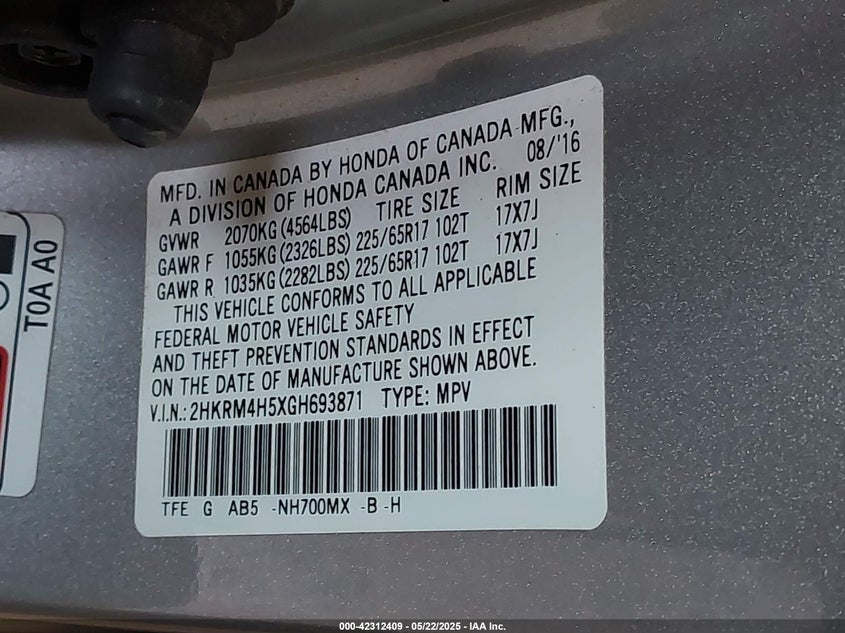 MFD. IN CANADA BY HONDA OF CANADA MFG.,
A DIVISION OF HONDA CANADA INC. 08/'16
GVWR 2070KG (4564LBS) TIRE SIZE RIM SIZE
GAWR F 1055KG (2326LBS) 225/65R17 102T 17X7J
GAWR R 1035KG (2282LBS) 225/65R17 102T 17X7J
THIS VEHICLE CONFORMS TO ALL APPLICABLE
FEDERAL MOTOR VEHICLE SAFETY
AND THEFT PREVENTION STANDARDS IN EFFECT
ON THE DATE OF MANUFACTURE SHOWN ABOVE.
V.I.N.: 2HKRM4H5XGH693871 TYPE: MPV
TFE G AB5 -NH700MX -B -H
T0A A0
000-42312409 - 05/22/2025 - IAA Inc.